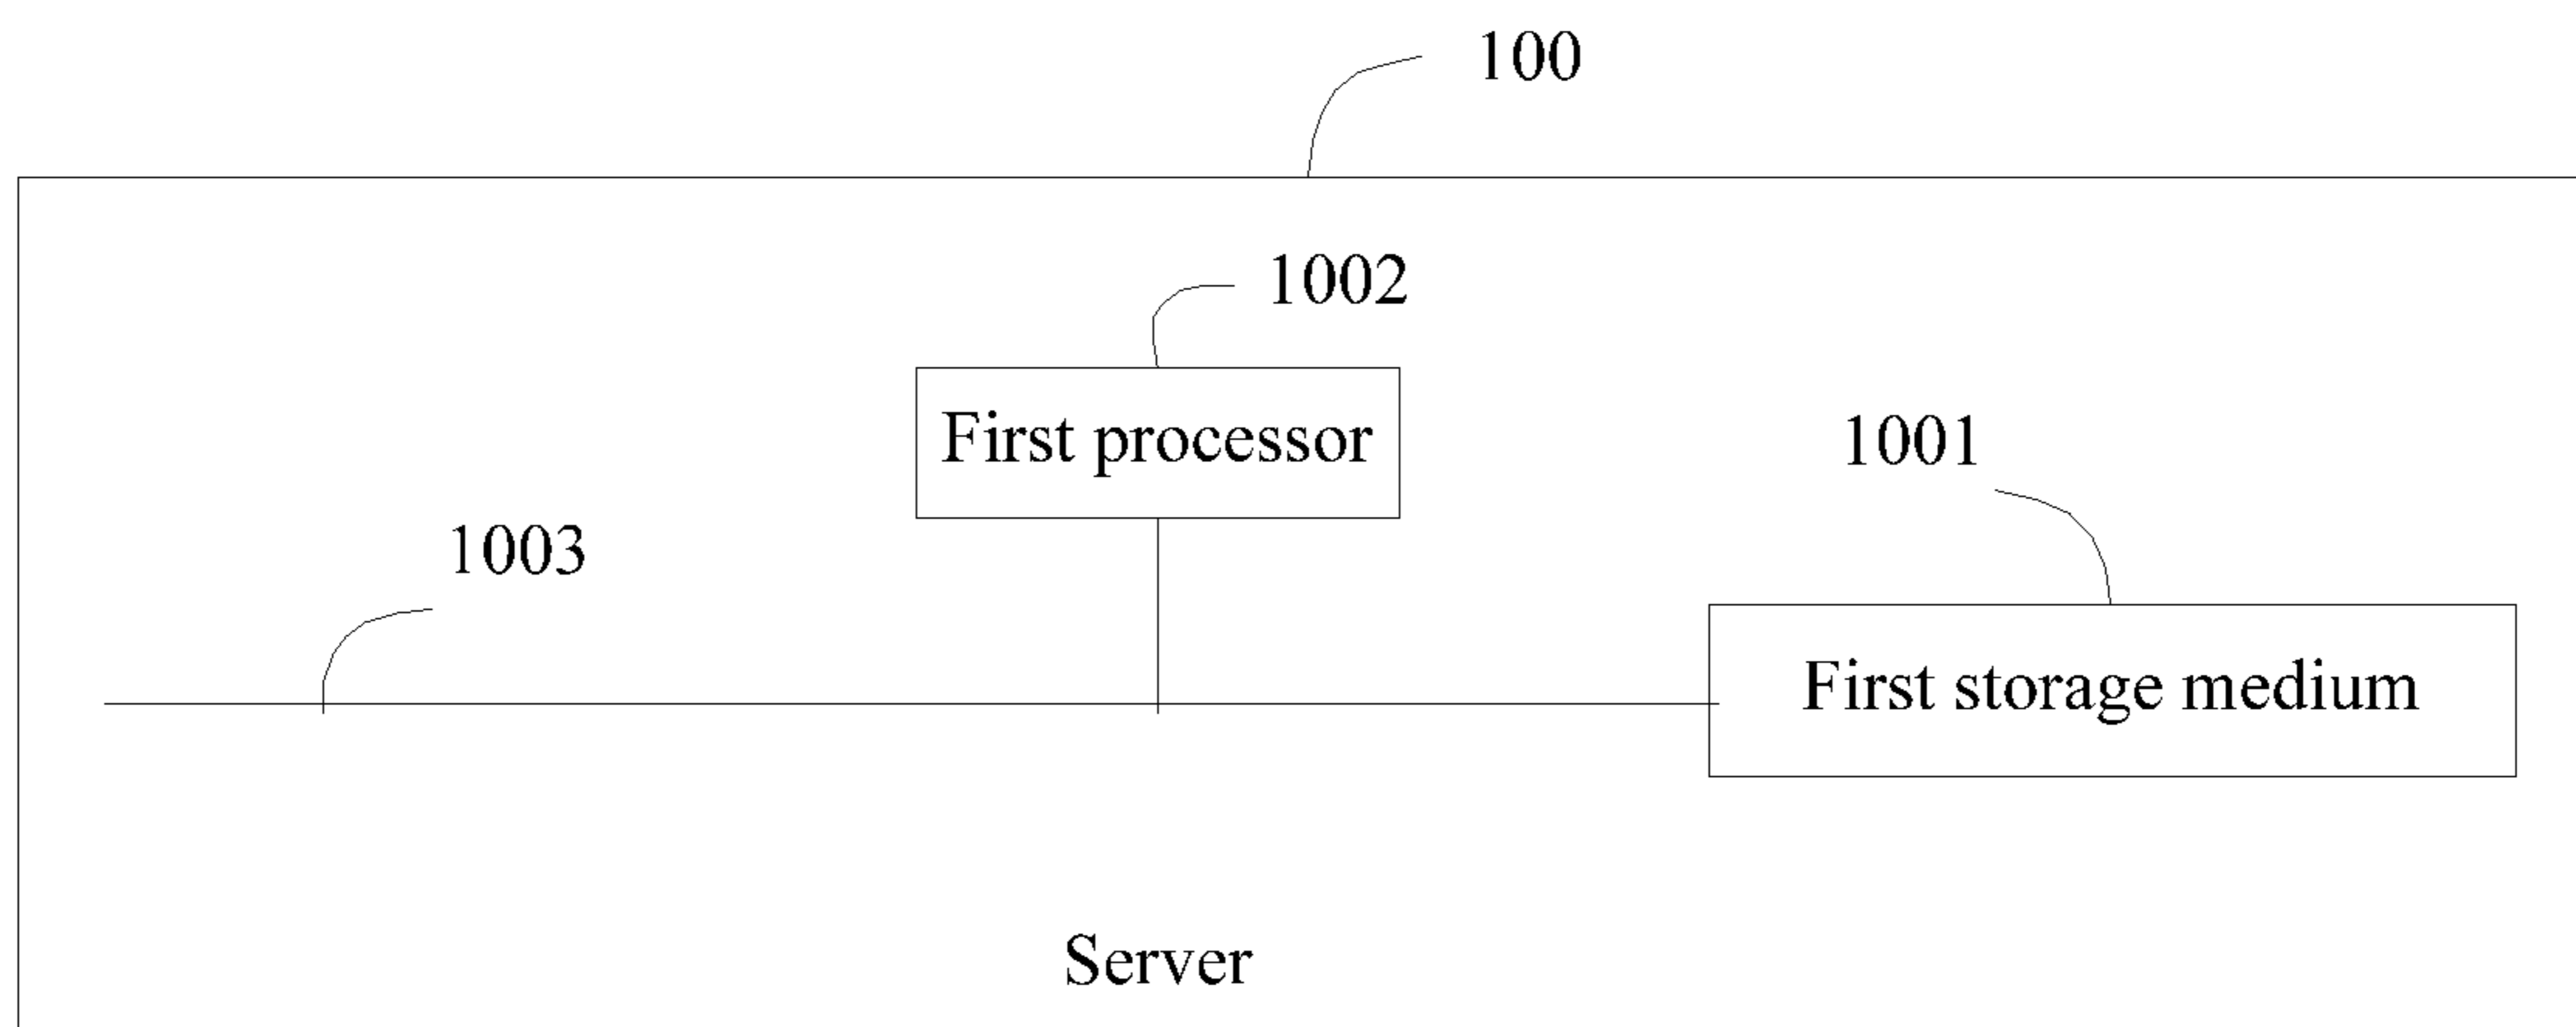 100
1002
First processor
1001
1003
First storage medium
Server